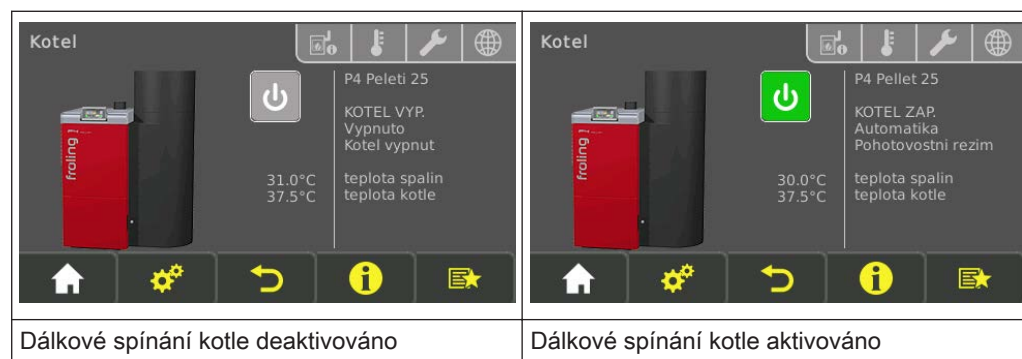 Kotel
P4 Peleti 25
KOTEL VYP.
Vypnuto
Kotel vypnut
31.0°C teplota spalin
37.5°C teplota kotle
froling
Dálkové spínání kotle deaktivováno
Kotel
P4 Pellet 25
KOTEL ZAP.
Automatika
Pohotovostni rezim
30.0°C teplota spalin
37.5°C teplota kotle
froling
Dálkové spínání kotle aktivováno